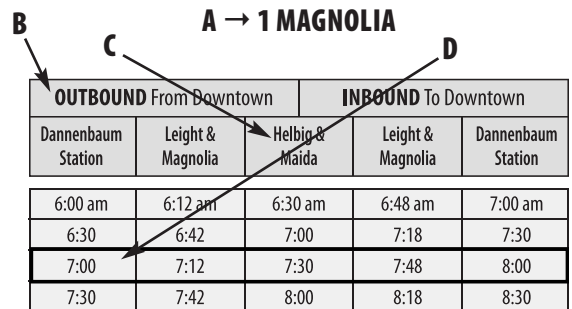 A → 1 MAGNOLIA
B
C
D
OUTBOUND From Downtown INBOUND To Downtown
Dannenbaum Station Leight & Magnolia Helbig & Maida Leight & Magnolia Dannenbaum Station
6:00 am 6:12 am 6:30 am 6:48 am 7:00 am
6:30 6:42 7:00 7:18 7:30
7:00 7:12 7:30 7:48 8:00
7:30 7:42 8:00 8:18 8:30